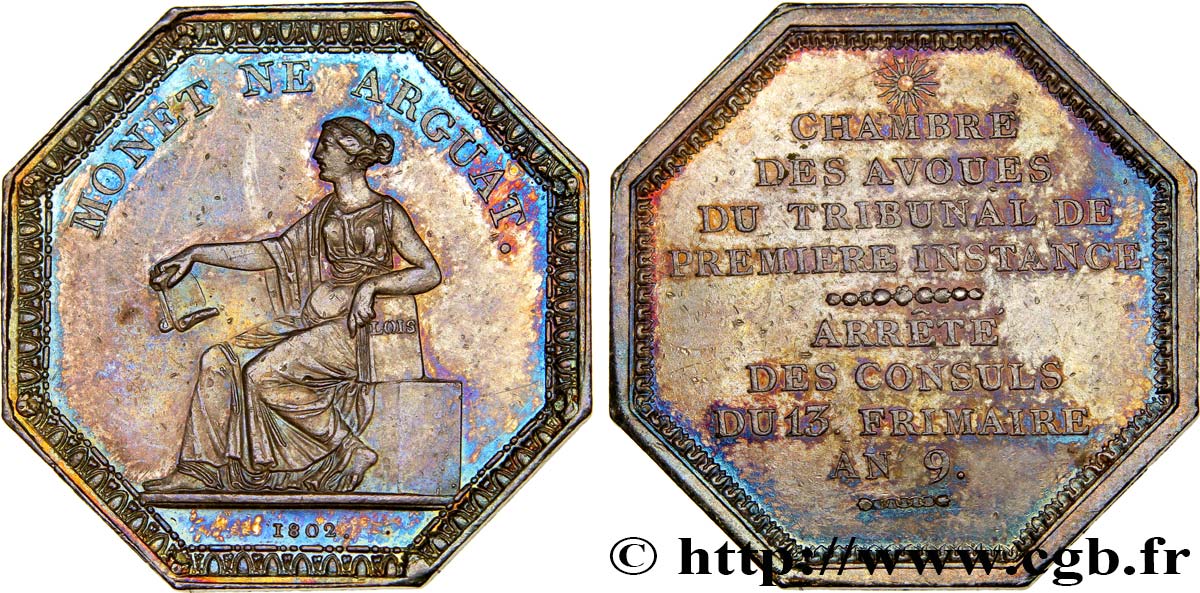 MONET NE ARGUAT.
LOIS
1802.
CHAMBRE
DES AVOUES
DU TRIBUNAL DE
PREMIERE INSTANCE
ARRÊTÉ
DES CONSULS
DU 13 FRIMAIRE
AN 9.
© http://www.cgb.fr